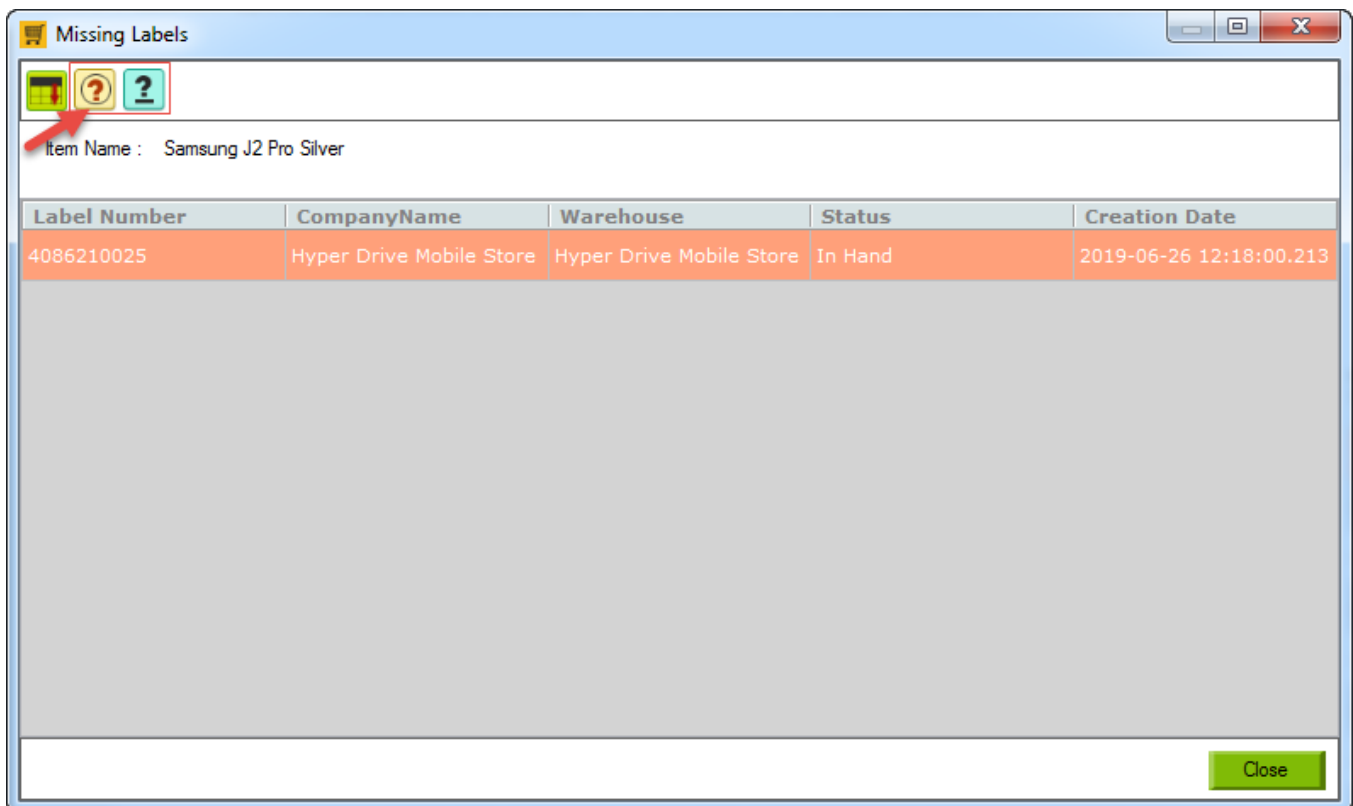 Missing Labels
Item Name : Samsung J2 Pro Silver
Label Number CompanyName Warehouse Status Creation Date
4086210025 Hyper Drive Mobile Store Hyper Drive Mobile Store In Hand 2019-06-26 12:18:00.213
Close